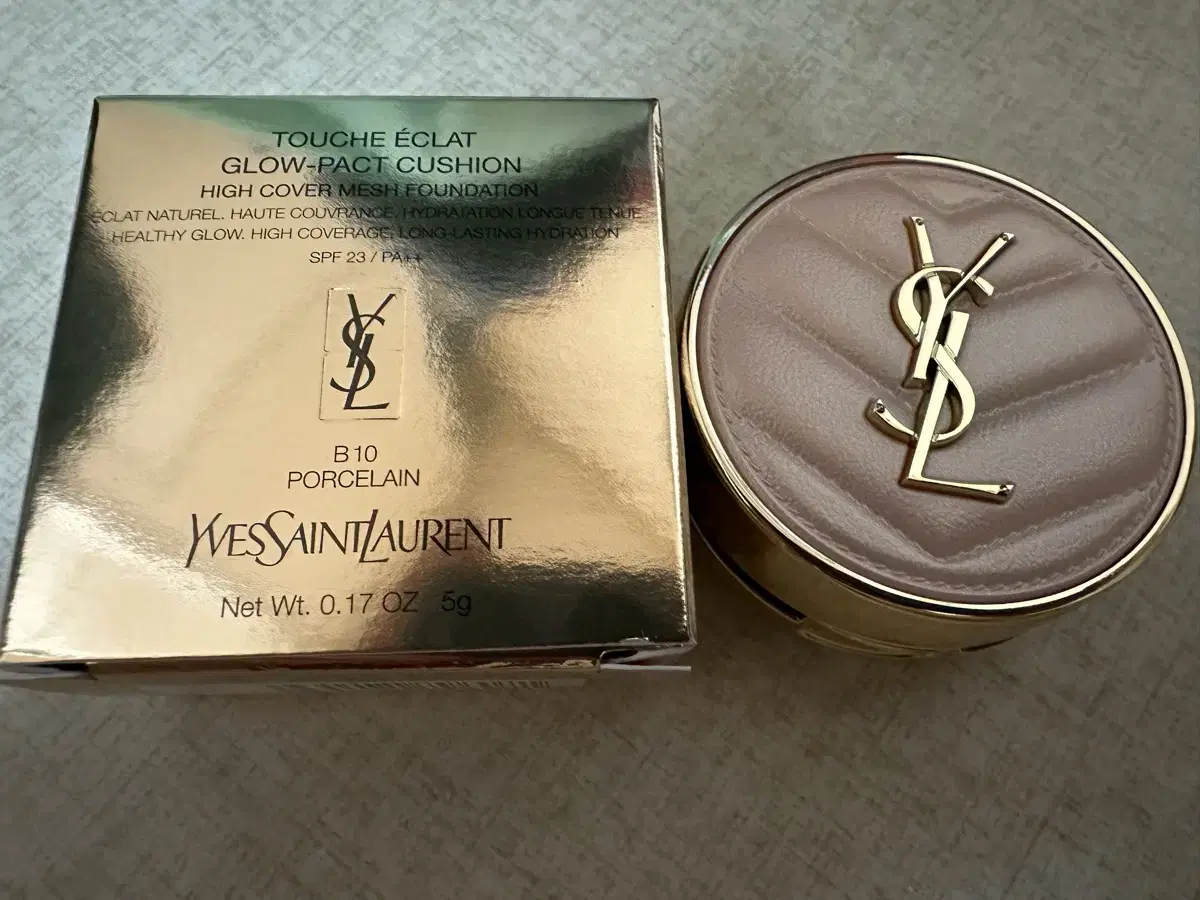 TOUCHE ÉCLAT
GLOW-PACT CUSHION
HIGH COVER MESH FOUNDATION
ÉCLAT NATUREL. HAUTE COUVRANCE. HYDRATATION LONGUE TENUE
HEALTHY GLOW. HIGH COVERAGE. LONG-LASTING HYDRATION
SPF 23 / PA++
YSL
B10
PORCELAIN
YVESSAINTLAURENT
Net Wt. 0.17 OZ 5g
YSL